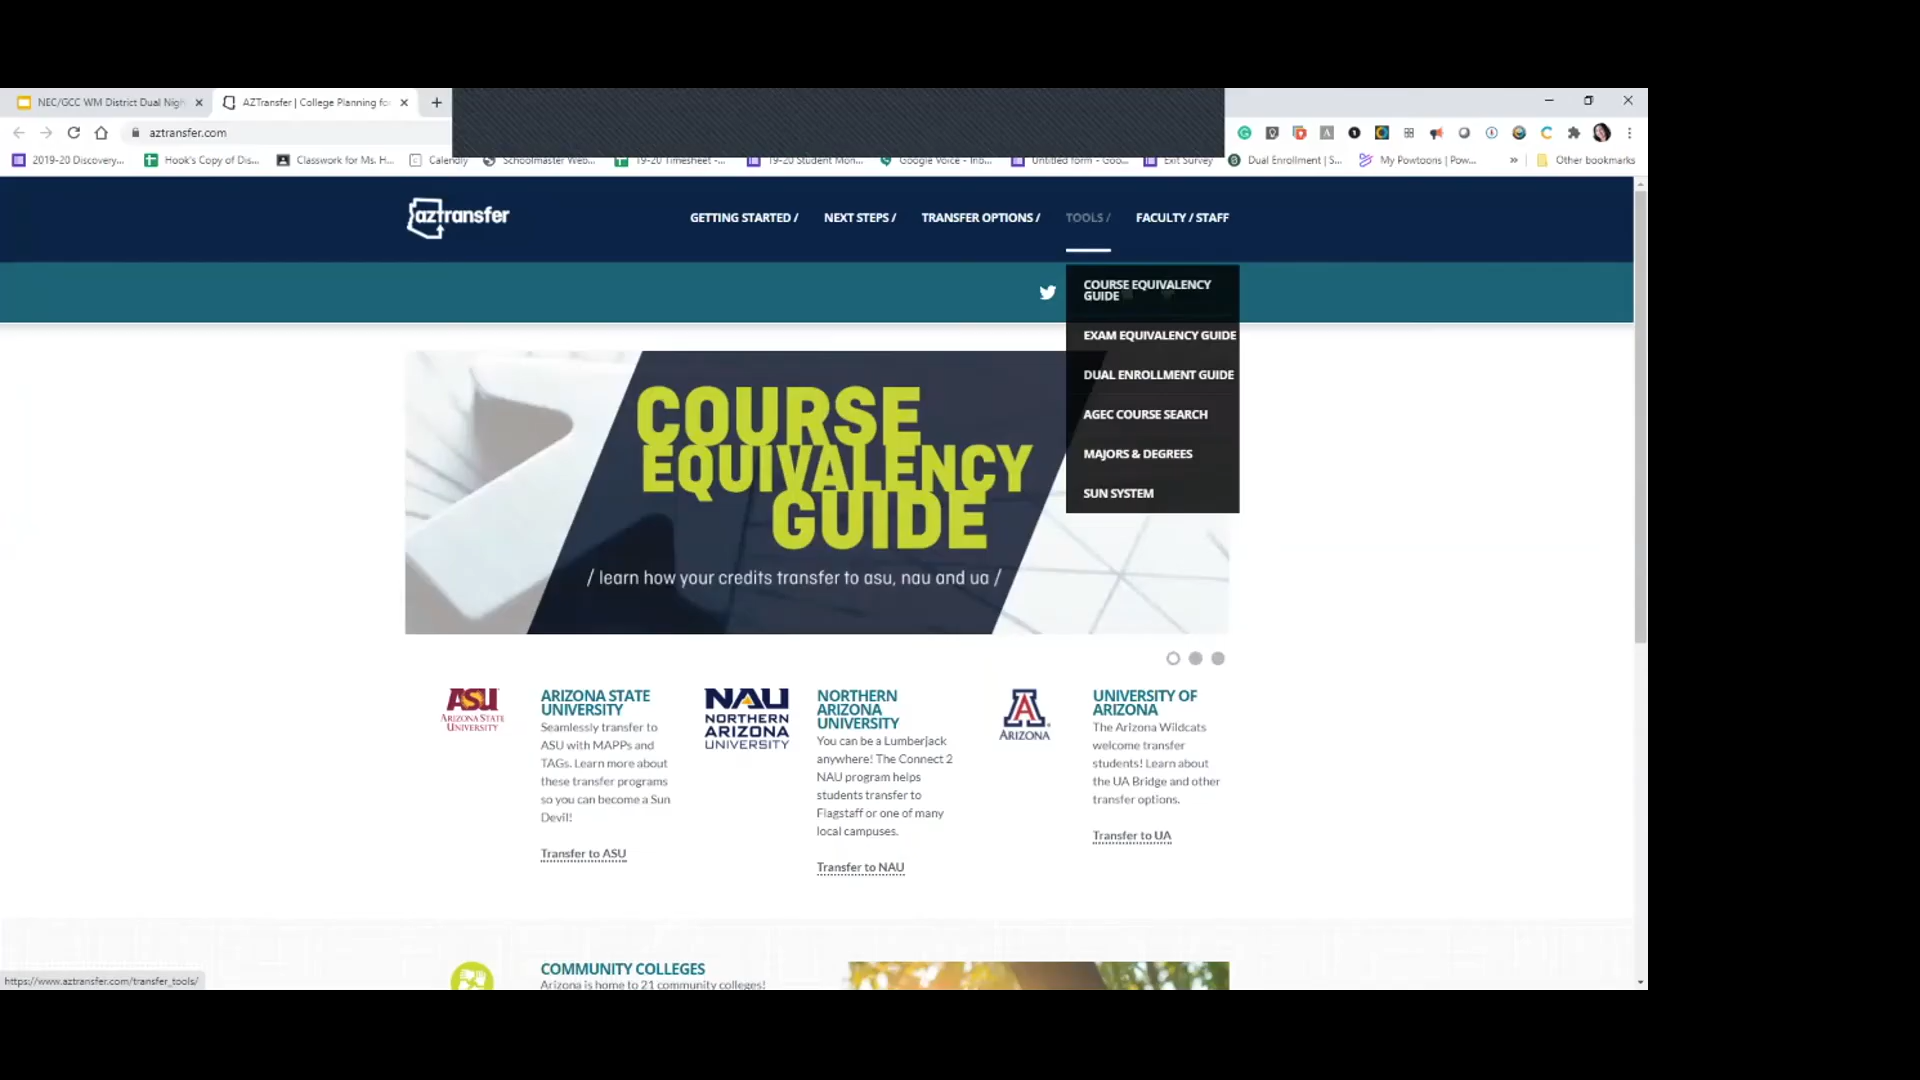 NEC/GCC WM District Dual Nigh
AZTransfer | College Planning for
aztransfer.com
2019-20 Discovery...
Hook's Copy of Dis...
Classwork for Ms. H...
Calendly
Schoolmaster Web...
19-20 Timesheet -...
19-20 Student Mon...
Google Voice - Inb...
Untitled form - Goo...
Exit Survey
Dual Enrollment | S...
My Powtoons | Pow...
»
Other bookmarks
aztransfer
GETTING STARTED /
NEXT STEPS /
TRANSFER OPTIONS /
TOOLS /
FACULTY / STAFF
COURSE EQUIVALENCY
GUIDE
EXAM EQUIVALENCY GUIDE
DUAL ENROLLMENT GUIDE
AGEC COURSE SEARCH
MAJORS & DEGREES
SUN SYSTEM
COURSE
EQUIVALENCY
GUIDE
/ learn how your credits transfer to asu, nau and ua /
ASU
ARIZONA STATE
UNIVERSITY
ARIZONA STATE
UNIVERSITY
Seamlessly transfer to
ASU with MAPPs and
TAGs. Learn more about
these transfer programs
so you can become a Sun
Devil!
Transfer to ASU
NAU
NORTHERN
ARIZONA
UNIVERSITY
NORTHERN
ARIZONA
UNIVERSITY
You can be a Lumberjack
anywhere! The Connect 2
NAU program helps
students transfer to
Flagstaff or one of many
local campuses.
Transfer to NAU
A
ARIZONA
UNIVERSITY OF
ARIZONA
The Arizona Wildcats
welcome transfer
students! Learn about
the UA Bridge and other
transfer options.
Transfer to UA
COMMUNITY COLLEGES
Arizona is home to 21 community colleges!
https://www.aztransfer.com/transfer_tools/